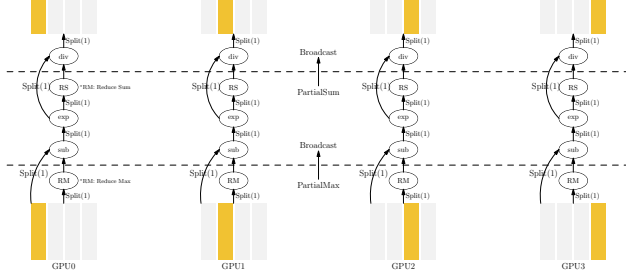 Split(1) Split(1) Split(1) Split(1)
div div Broadcast div div
Split(1) Split(1) Split(1) Split(1)
Split(1) RS *RM: Reduce Sum Split(1) RS PartialSum Split(1) RS Split(1) RS
Split(1) Split(1) Split(1) Split(1)
exp exp exp exp
Split(1) Split(1) Split(1) Split(1)
sub sub Broadcast sub sub
Split(1) Split(1) Split(1) Split(1)
RM *RM: Reduce Max RM PartialMax RM RM
Split(1) Split(1) Split(1) Split(1)
GPU0 GPU1 GPU2 GPU3